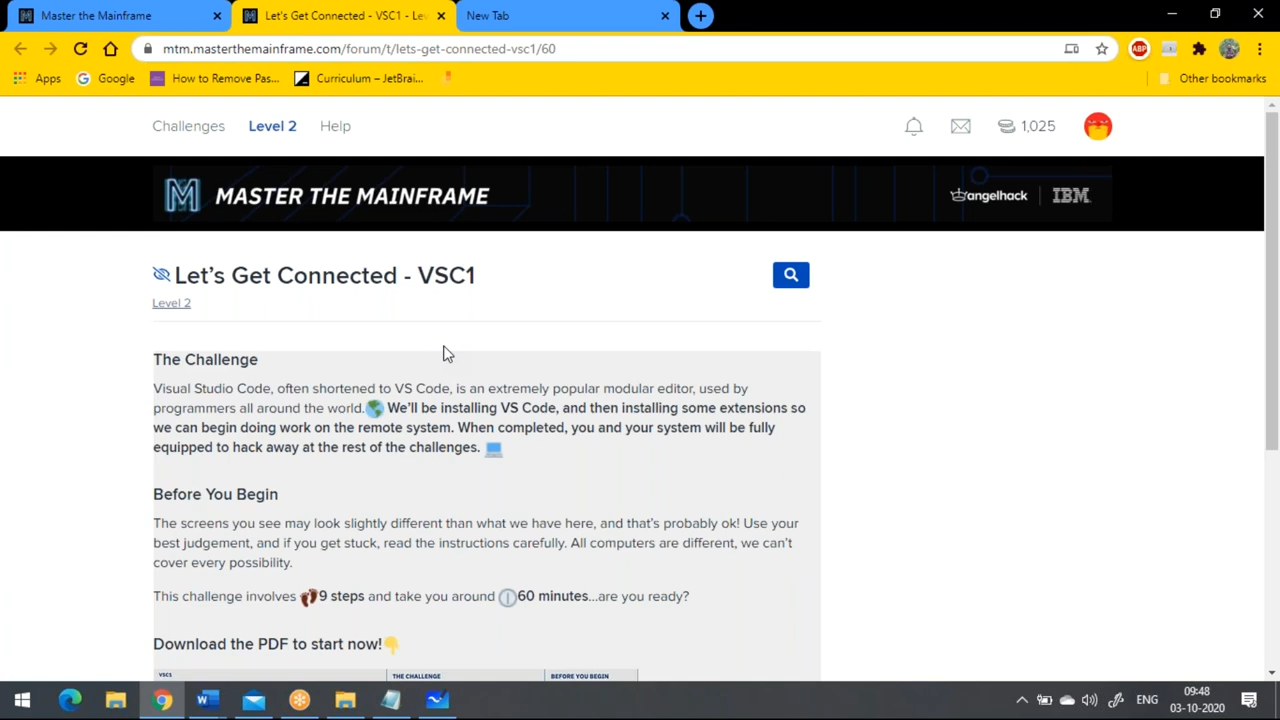 Master the Mainframe
Let's Get Connected - VSC1 - Lev
New Tab
mtm.masterthemainframe.com/forum/t/lets-get-connected-vsc1/60
ABP
Apps
Google
How to Remove Pas...
Curriculum – JetBrai...
Other bookmarks
Challenges
Level 2
Help
1,025
M MASTER THE MAINFRAME
angelhack
IBM
Let's Get Connected - VSC1
Level 2
The Challenge
Visual Studio Code, often shortened to VS Code, is an extremely popular modular editor, used by
programmers all around the world. We'll be installing VS Code, and then installing some extensions so
we can begin doing work on the remote system. When completed, you and your system will be fully
equipped to hack away at the rest of the challenges.
Before You Begin
The screens you see may look slightly different than what we have here, and that's probably ok! Use your
best judgement, and if you get stuck, read the instructions carefully. All computers are different, we can't
cover every possibility.
This challenge involves 9 steps and take you around 60 minutes...are you ready?
Download the PDF to start now!
VSC1
THE CHALLENGE
BEFORE YOU BEGIN
ENG
09:48
03-10-2020